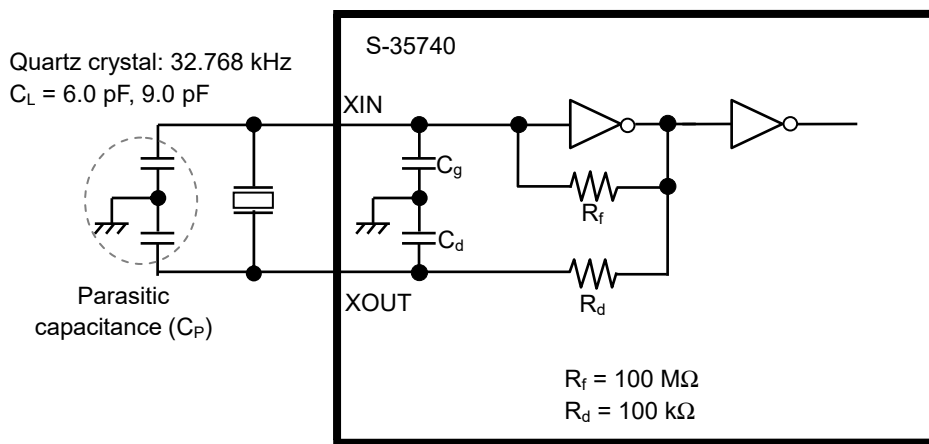 S-35740
Quartz crystal: 32.768 kHz
C_L = 6.0 pF, 9.0 pF
XIN
C_g
R_f
C_d
XOUT
R_d
Parasitic
capacitance (C_P)
R_f = 100 MΩ
R_d = 100 kΩ